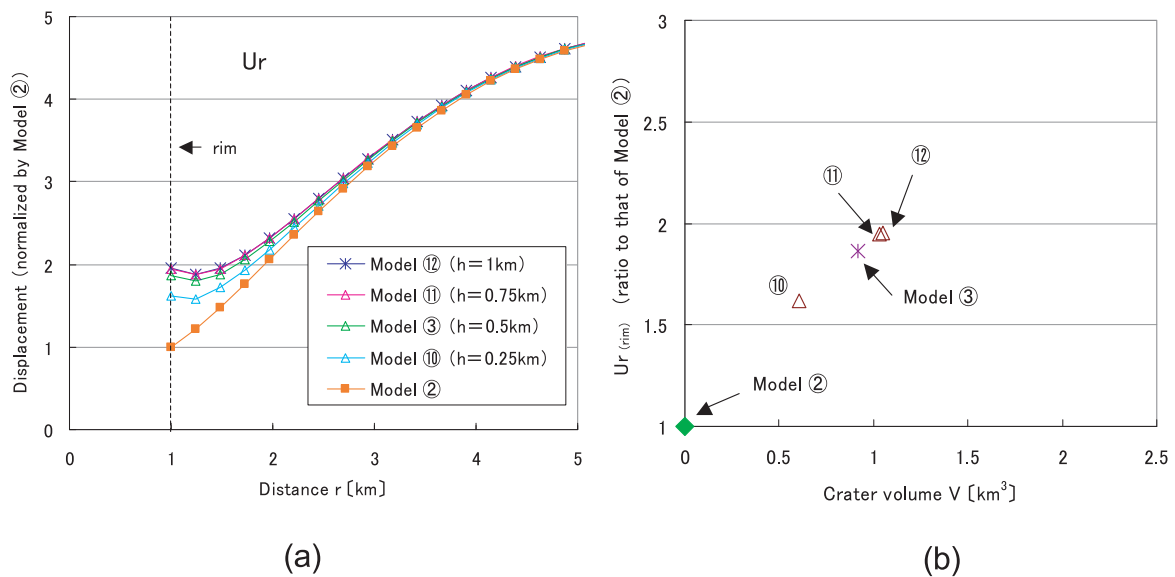 Displacement (normalized by Model ②)
5
4
3
2
1
0
Ur
rim
Model ⑫ (h=1km)
Model ⑪ (h=0.75km)
Model ③ (h=0.5km)
Model ⑩ (h=0.25km)
Model ②
0 1 2 3 4 5
Distance r [km]
(a)
Ur (rim) (ratio to that of Model ②)
3
2.5
2
1.5
1
⑫
⑪
⑩
Model ③
Model ②
0 0.5 1 1.5 2 2.5
Crater volume V [km³]
(b)